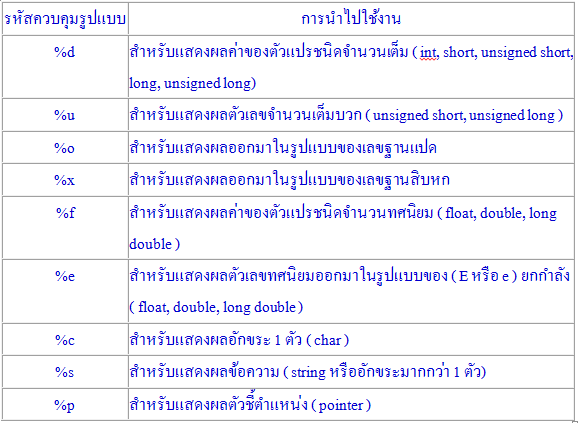 รหัสควบคุมรูปแบบ การนำไปใช้งาน
%d สำหรับแสดงผลค่าของตัวแปรชนิดจำนวนเต็ม ( int, short, unsigned short,
long, unsigned long)
%u สำหรับแสดงผลตัวเลขจำนวนเต็มบวก ( unsigned short, unsigned long )
%o สำหรับแสดงผลออกมาในรูปแบบของเลขฐานแปด
%x สำหรับแสดงผลออกมาในรูปแบบของเลขฐานสิบหก
%f สำหรับแสดงผลค่าของตัวแปรชนิดจำนวนทศนิยม ( float, double, long
double )
%e สำหรับแสดงผลตัวเลขทศนิยมออกมาในรูปแบบของ ( E หรือ e ) ยกกำลัง
( float, double, long double )
%c สำหรับแสดงผลอักขระ 1 ตัว ( char )
%s สำหรับแสดงผลข้อความ ( string หรืออักขระมากกว่า 1 ตัว)
%p สำหรับแสดงผลตัวชี้ตำแหน่ง ( pointer )